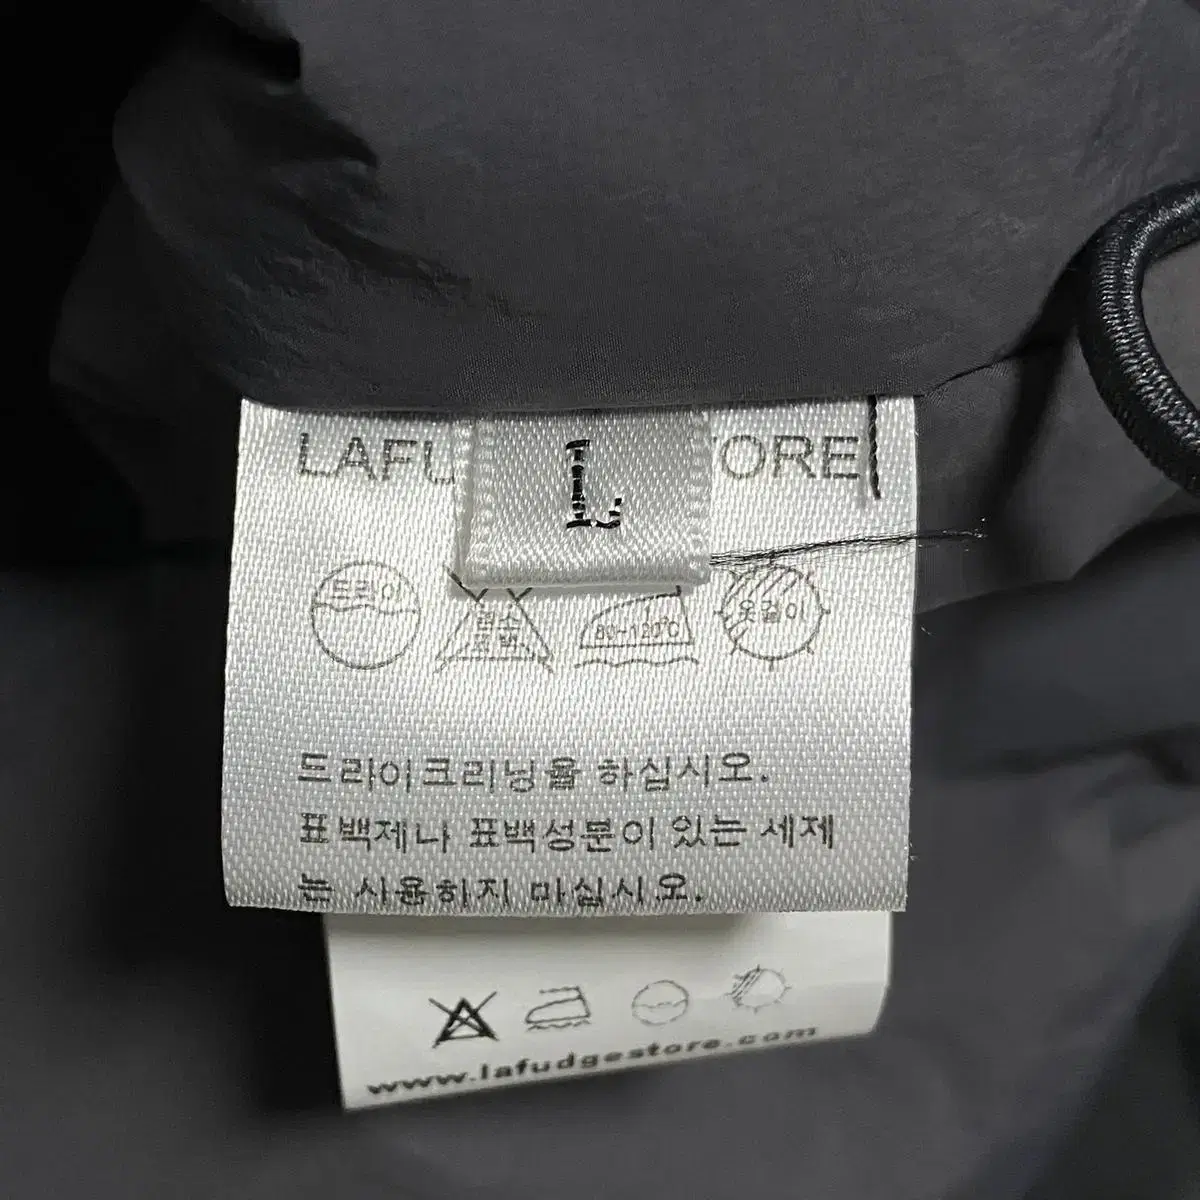 LAFU
L
ORE
드라이
염소
표백
80~120℃
옷걸이
드라이크리닝을 하십시오.
표백제나 표백성분이 있는 세제
는 사용하지 마십시오.
www.lafudgestore.com